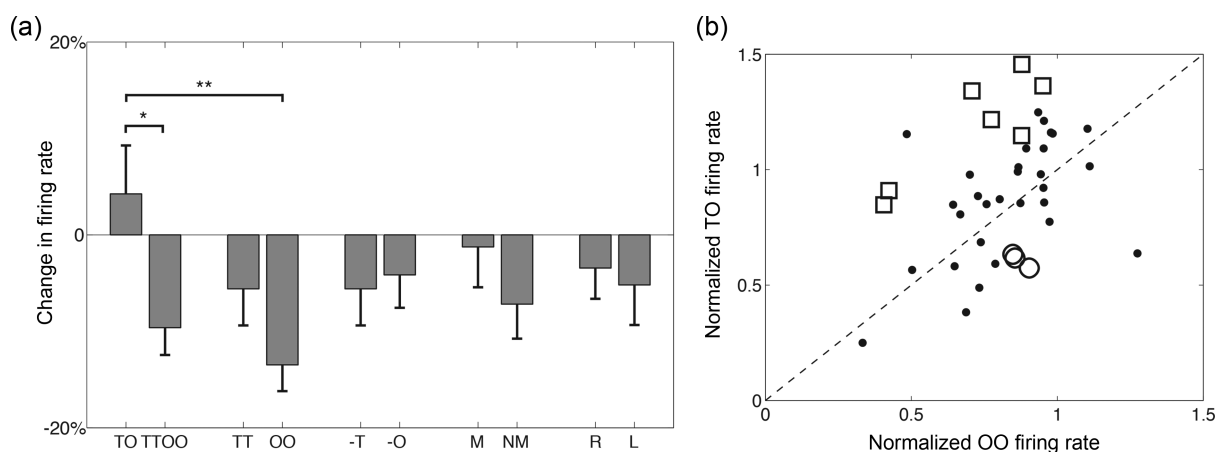 (a)
20%
**
*
0
-20%
Change in firing rate
TO TTOO TT OO -T -O M NM R L
(b)
1.5
1
0.5
0
0 0.5 1 1.5
Normalized TO firing rate
Normalized OO firing rate